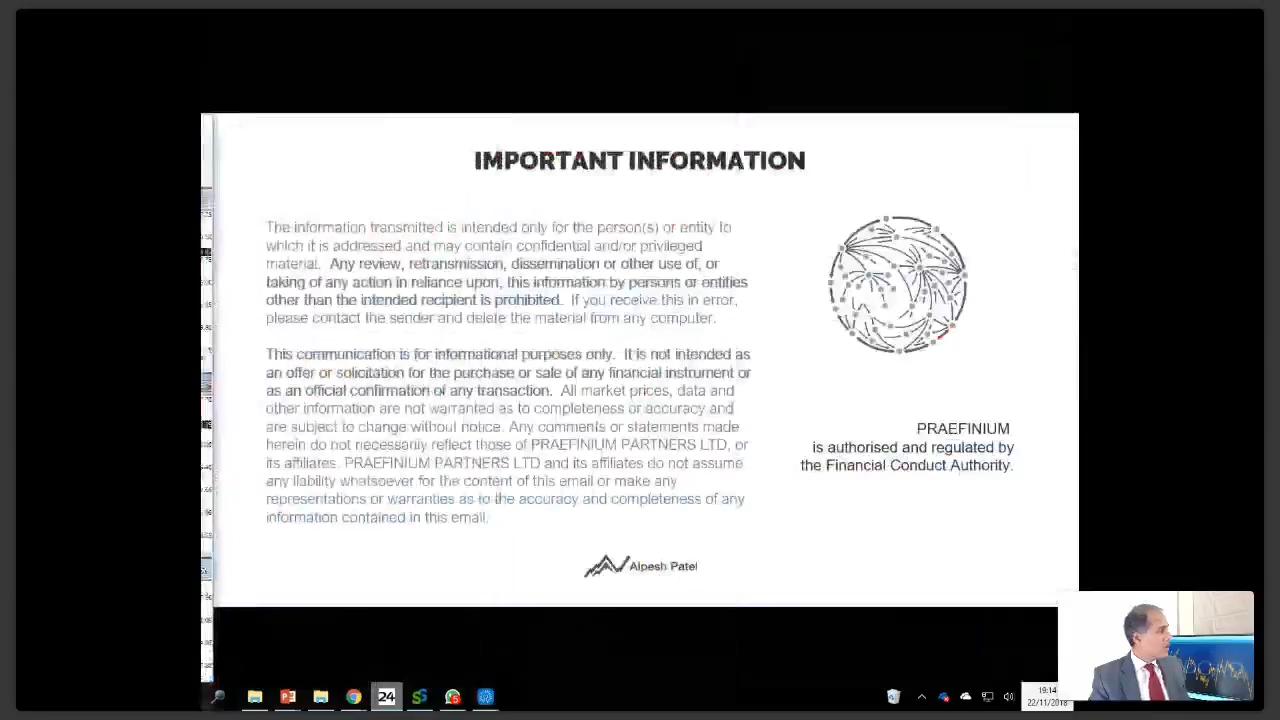 IMPORTANT INFORMATION
The information transmitted is intended only for the person(s) or entity to
which it is addressed and may contain confidential and/or privileged
material.  Any review, retransmission, dissemination or other use of, or
taking of any action in reliance upon, this information by persons or entities
other than the intended recipient is prohibited.  If you receive this in error,
please contact the sender and delete the material from any computer.
This communication is for informational purposes only.  It is not intended as
an offer or solicitation for the purchase or sale of any financial instrument or
as an official confirmation of any transaction.  All market prices, data and
other information are not warranted as to completeness or accuracy and
are subject to change without notice. Any comments or statements made
herein do not necessarily reflect those of PRAEFINIUM PARTNERS LTD, or
its affiliates. PRAEFINIUM PARTNERS LTD and its affiliates do not assume
any liability whatsoever for the content of this email or make any
representations or warranties as to the accuracy and completeness of any
information contained in this email.
PRAEFINIUM
is authorised and regulated by
the Financial Conduct Authority.
Alpesh Patel
24
19:14
22/11/2018